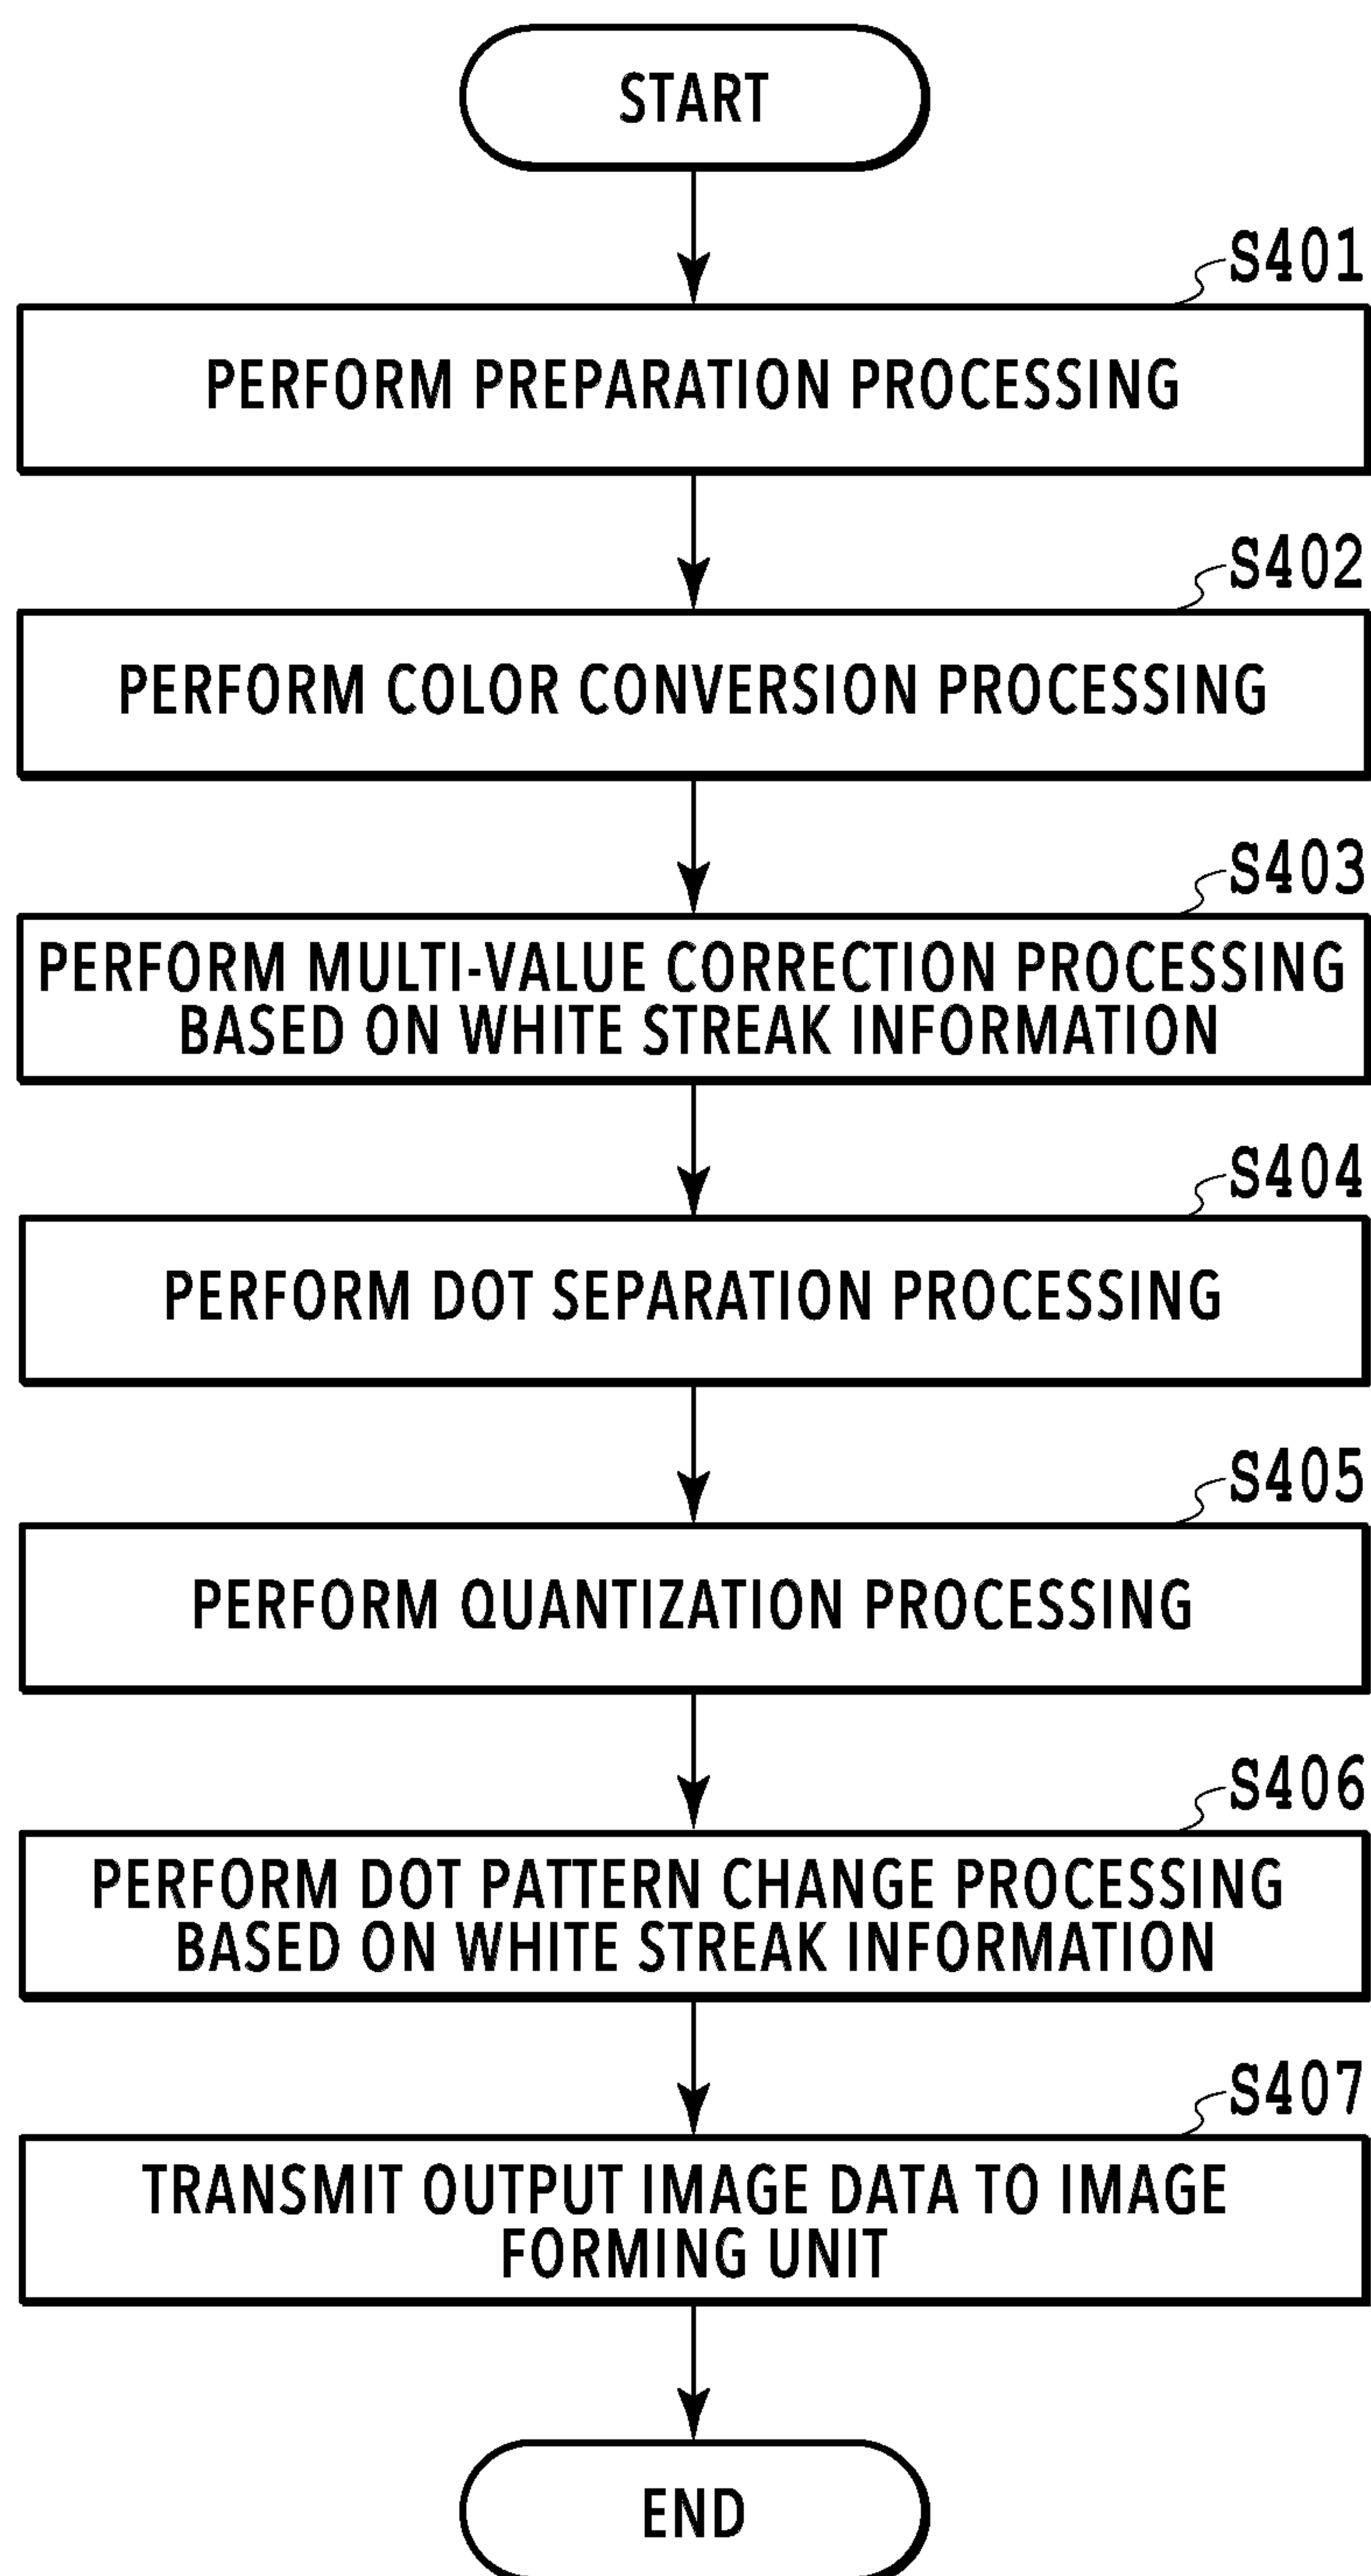 START
S401
PERFORM PREPARATION PROCESSING
S402
PERFORM COLOR CONVERSION PROCESSING
S403
PERFORM MULTI-VALUE CORRECTION PROCESSING
BASED ON WHITE STREAK INFORMATION
S404
PERFORM DOT SEPARATION PROCESSING
S405
PERFORM QUANTIZATION PROCESSING
S406
PERFORM DOT PATTERN CHANGE PROCESSING
BASED ON WHITE STREAK INFORMATION
S407
TRANSMIT OUTPUT IMAGE DATA TO IMAGE
FORMING UNIT
END